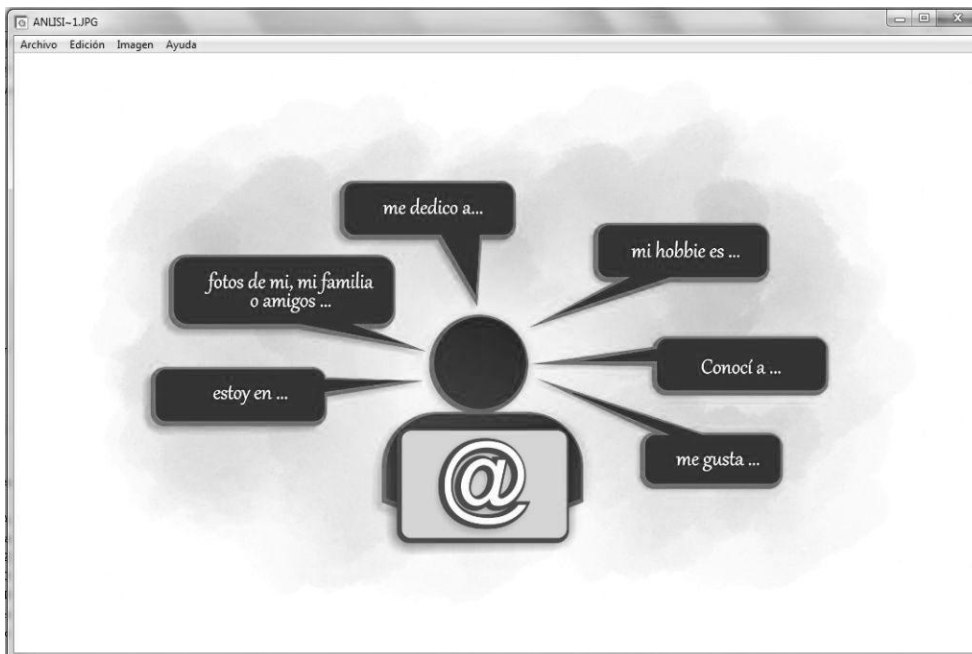 ANLISI~1.JPG
Archivo Edición Imagen Ayuda
me dedico a...
mi hobbie es ...
fotos de mi, mi familia
o amigos ...
Conocí a ...
estoy en ...
me gusta ...
@